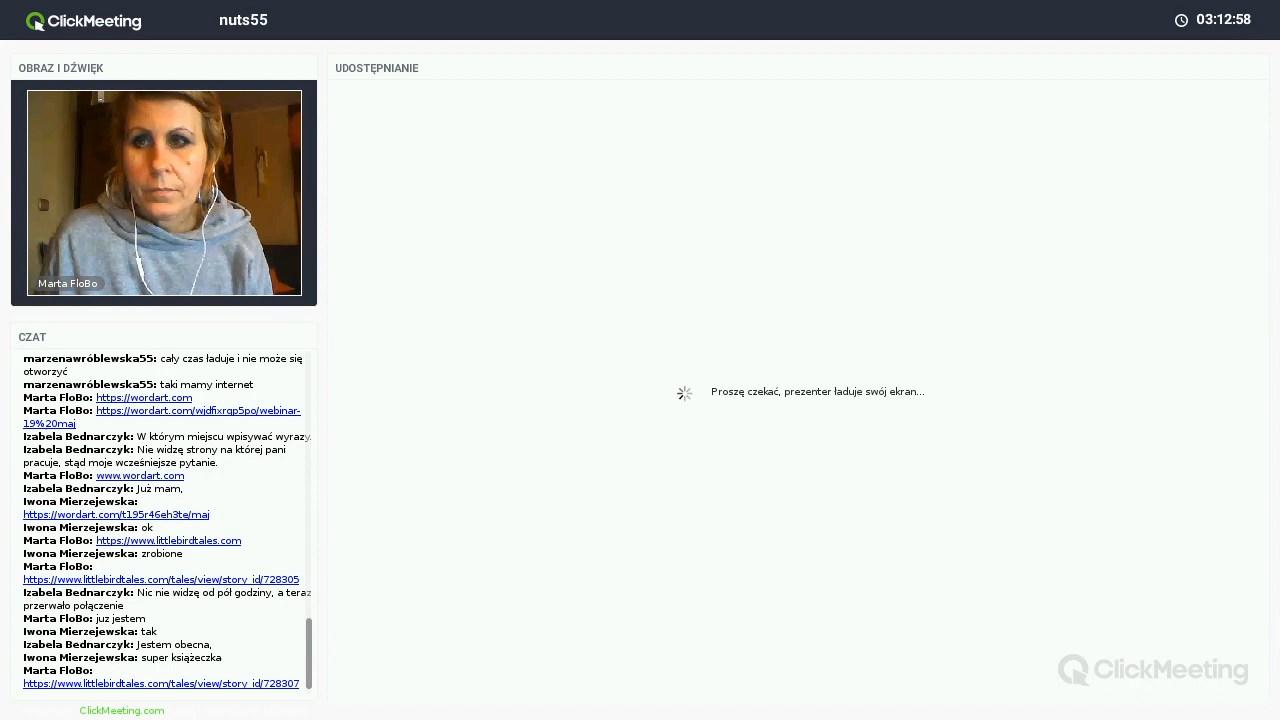 ClickMeeting
nuts55
03:12:58
OBRAZ I DŹWIĘK
Marta FloBo
UDOSTĘPNIANIE
Proszę czekać, prezenter ładuje swój ekran...
CZAT
marzenawróblewska55: cały czas ładuje i nie może się
otworzyć
marzenawróblewska55: taki mamy internet
Marta FloBo: https://wordart.com
Marta FloBo: https://wordart.com/wjdfixrqp5po/webinar-
19%20maj
Izabela Bednarczyk: W którym miejscu wpisywać wyrazy.
Izabela Bednarczyk: Nie widzę strony na której pani
pracuje, stąd moje wcześniejsze pytanie.
Marta FloBo: www.wordart.com
Izabela Bednarczyk: Już mam,
Iwona Mierzejewska:
https://wordart.com/t195r46eh3te/maj
Iwona Mierzejewska: ok
Marta FloBo: https://www.littlebirdtales.com
Iwona Mierzejewska: zrobione
Marta FloBo:
https://www.littlebirdtales.com/tales/view/story_id/728305
Izabela Bednarczyk: Nic nie widzę od pół godziny, a teraz
przerwało połączenie
Marta FloBo: juz jestem
Iwona Mierzejewska: tak
Izabela Bednarczyk: Jestem obecna,
Iwona Mierzejewska: super książeczka
Marta FloBo:
https://www.littlebirdtales.com/tales/view/story_id/728307
ClickMeeting
ClickMeeting.com